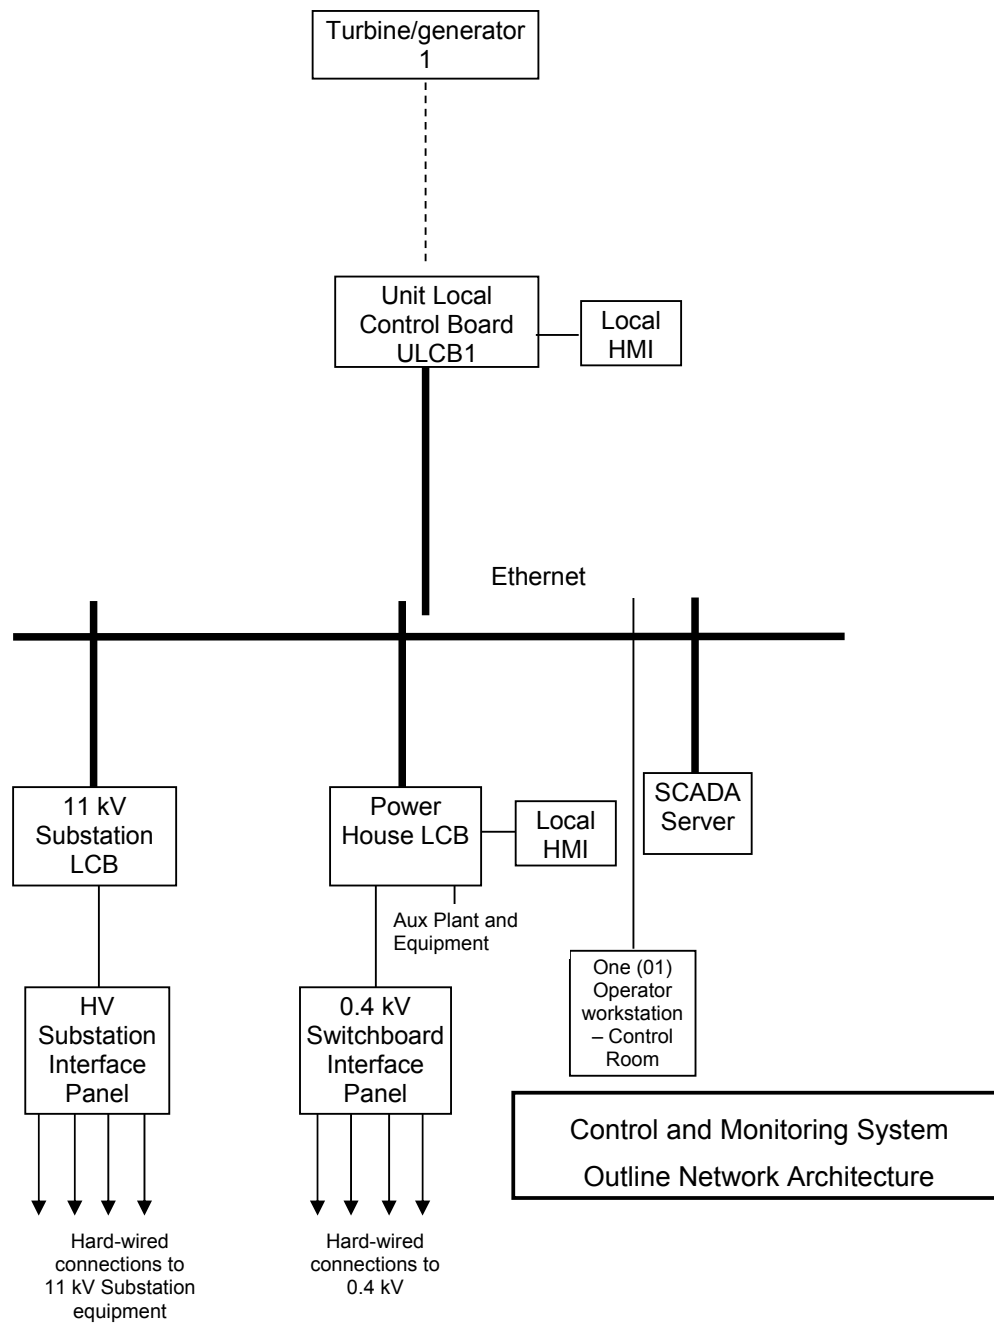 Turbine/generator
1
Unit Local
Control Board
ULCB1
Local
HMI
Ethernet
11 kV
Substation
LCB
Power
House LCB
Local
HMI
SCADA
Server
Aux Plant and
Equipment
One (01)
Operator
workstation
– Control
Room
HV
Substation
Interface
Panel
0.4 kV
Switchboard
Interface
Panel
Control and Monitoring System
Outline Network Architecture
Hard-wired
connections to
11 kV Substation
equipment
Hard-wired
connections to
0.4 kV